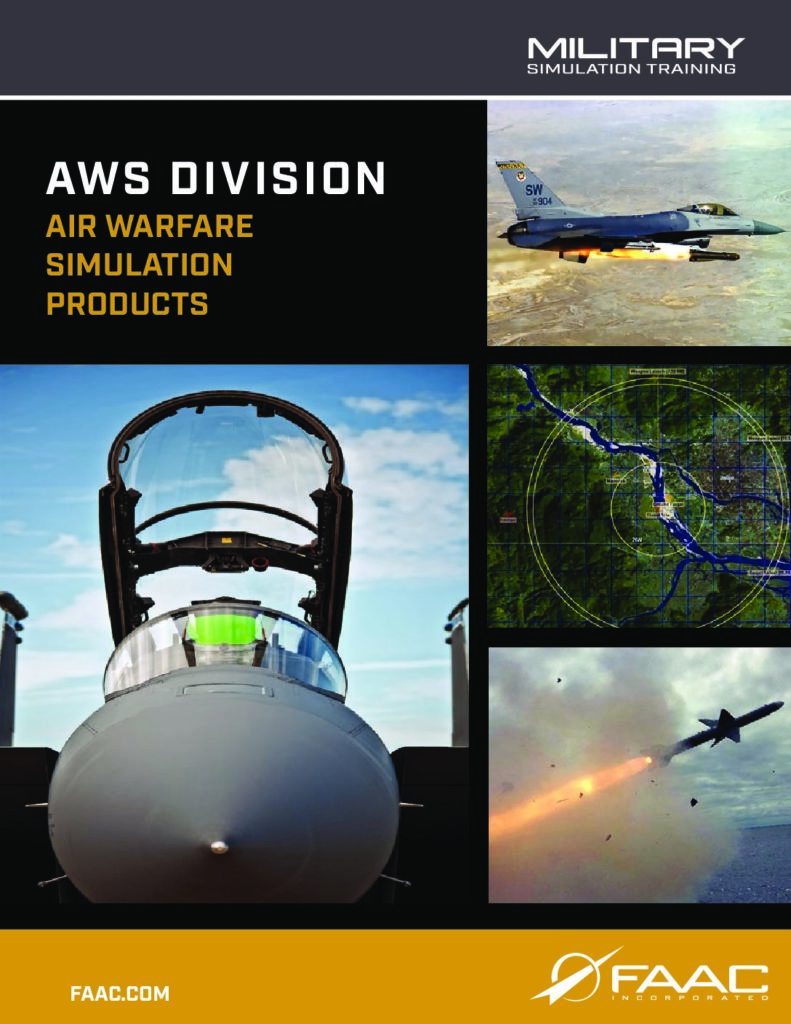 MILITARY
SIMULATION TRAINING
AWS DIVISION
AIR WARFARE
SIMULATION
PRODUCTS
SW
904
FAAC.COM
FAAC
INCORPORATED